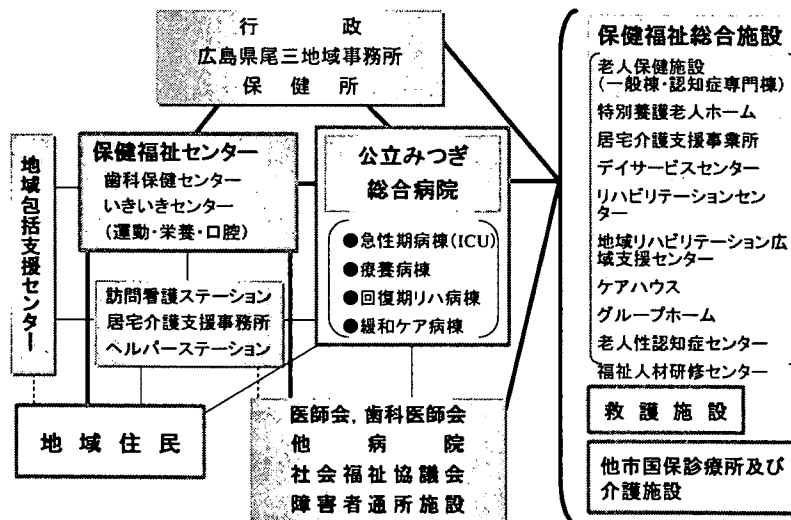 行政
広島県尾三地域事務所
保健所
地域包括支援センター
保健福祉センター
歯科保健センター
いきいきセンター
(運動・栄養・口腔)
訪問看護ステーション
居宅介護支援事務所
ヘルパーステーション
地域住民
公立みつぎ
総合病院
●急性期病棟(ICU)
●療養病棟
●回復期リハ病棟
●緩和ケア病棟
医師会,歯科医師会
他病院
社会福祉協議会
障害者通所施設
保健福祉総合施設
老人保健施設
(一般棟・認知症専門棟)
特別養護老人ホーム
居宅介護支援事業所
デイサービスセンター
リハビリテーションセン
ター
地域リハビリテーション広
域支援センター
ケアハウス
グループホーム
老人性認知症センター
福祉人材研修センター
救護施設
他市国保診療所及び
介護施設